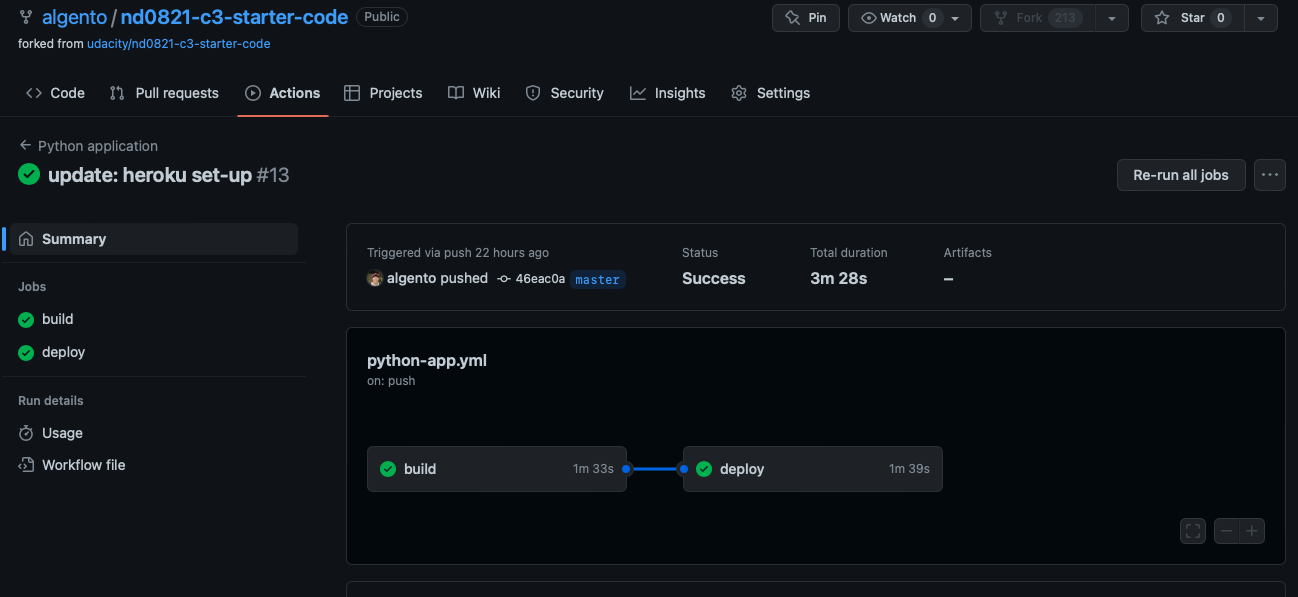 algento / nd0821-c3-starter-code Public
Pin Watch 0 Fork 213 Star 0
forked from udacity/nd0821-c3-starter-code
Code Pull requests Actions Projects Wiki Security Insights Settings
← Python application
update: heroku set-up #13
Re-run all jobs ...
Summary
Jobs
build
deploy
Run details
Usage
Workflow file
Triggered via push 22 hours ago
algento pushed 46eac0a master
Status
Success
Total duration
3m 28s
Artifacts
–
python-app.yml
on: push
build 1m 33s
deploy 1m 39s